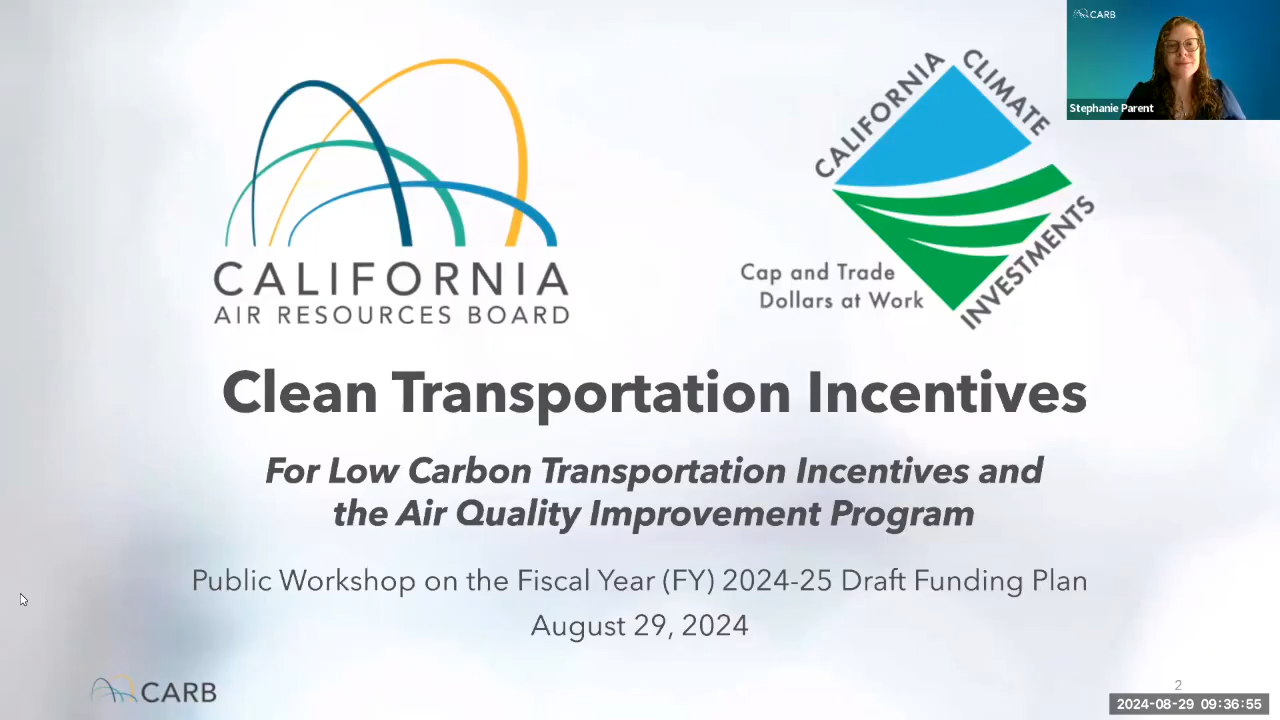 CARB
Stephanie Parent
CALIFORNIA
AIR RESOURCES BOARD
CALIFORNIA
CLIMATE
INVESTMENTS
Cap and Trade
Dollars at Work
Clean Transportation Incentives
For Low Carbon Transportation Incentives and
the Air Quality Improvement Program
Public Workshop on the Fiscal Year (FY) 2024-25 Draft Funding Plan
August 29, 2024
CARB
2
2024-08-29 09:36:55